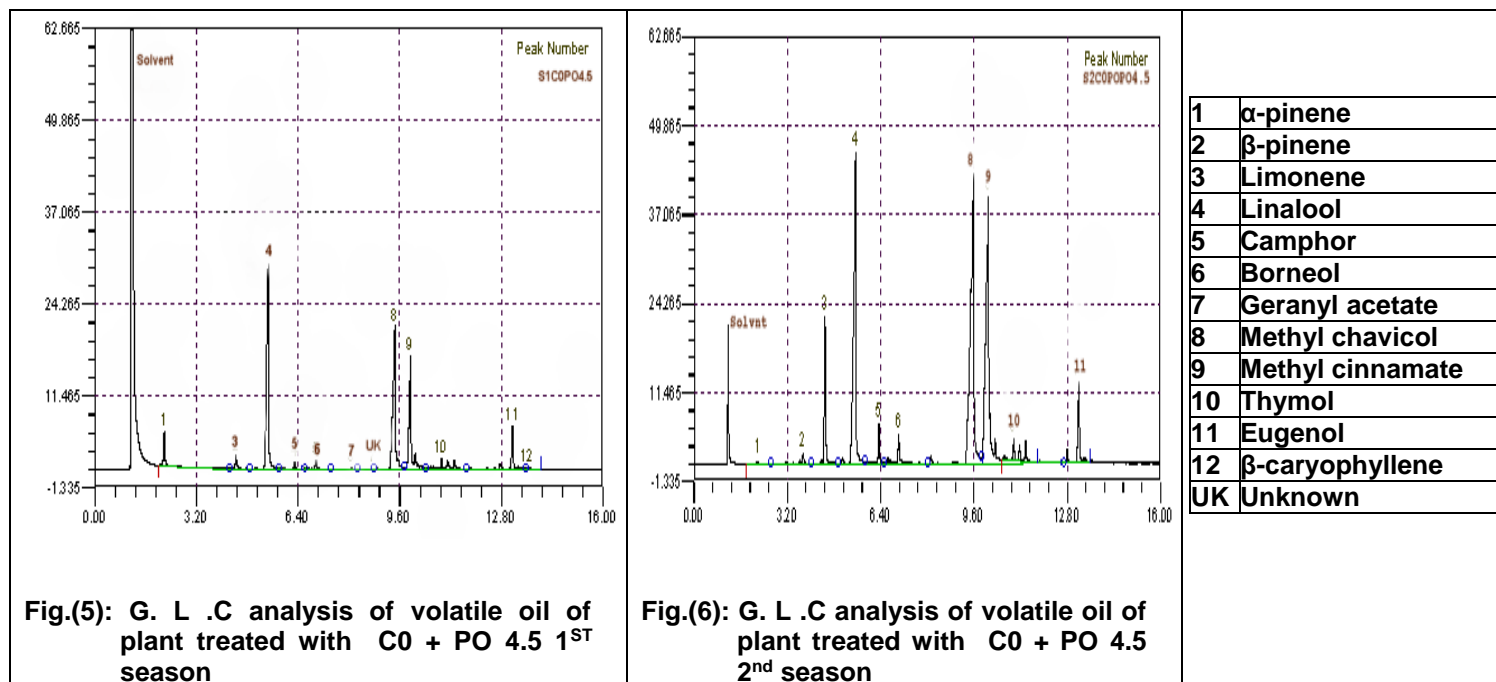 62.665
49.865
37.065
24.265
11.465
-1335
0.00
3.20
6.40
9.60
12.80
16.00
Solvent
Peak Number
S1C0PO4.5
1
3
4
5
6
7
UK
8
9
10
11
12
Fig.(5): G. L .C analysis of volatile oil of
plant treated with C0 + PO 4.5 1ST
season
62.665
49.865
37.065
24.265
11.465
-1.335
0.00
3.20
6.40
9.60
12.80
16.00
Solvnt
Peak Number
S2C0POPO4.5
1
2
3
4
5
6
8
9
10
11
Fig.(6): G. L .C analysis of volatile oil of
plant treated with C0 + PO 4.5
2nd season
1 α-pinene
2 β-pinene
3 Limonene
4 Linalool
5 Camphor
6 Borneol
7 Geranyl acetate
8 Methyl chavicol
9 Methyl cinnamate
10 Thymol
11 Eugenol
12 β-caryophyllene
UK Unknown